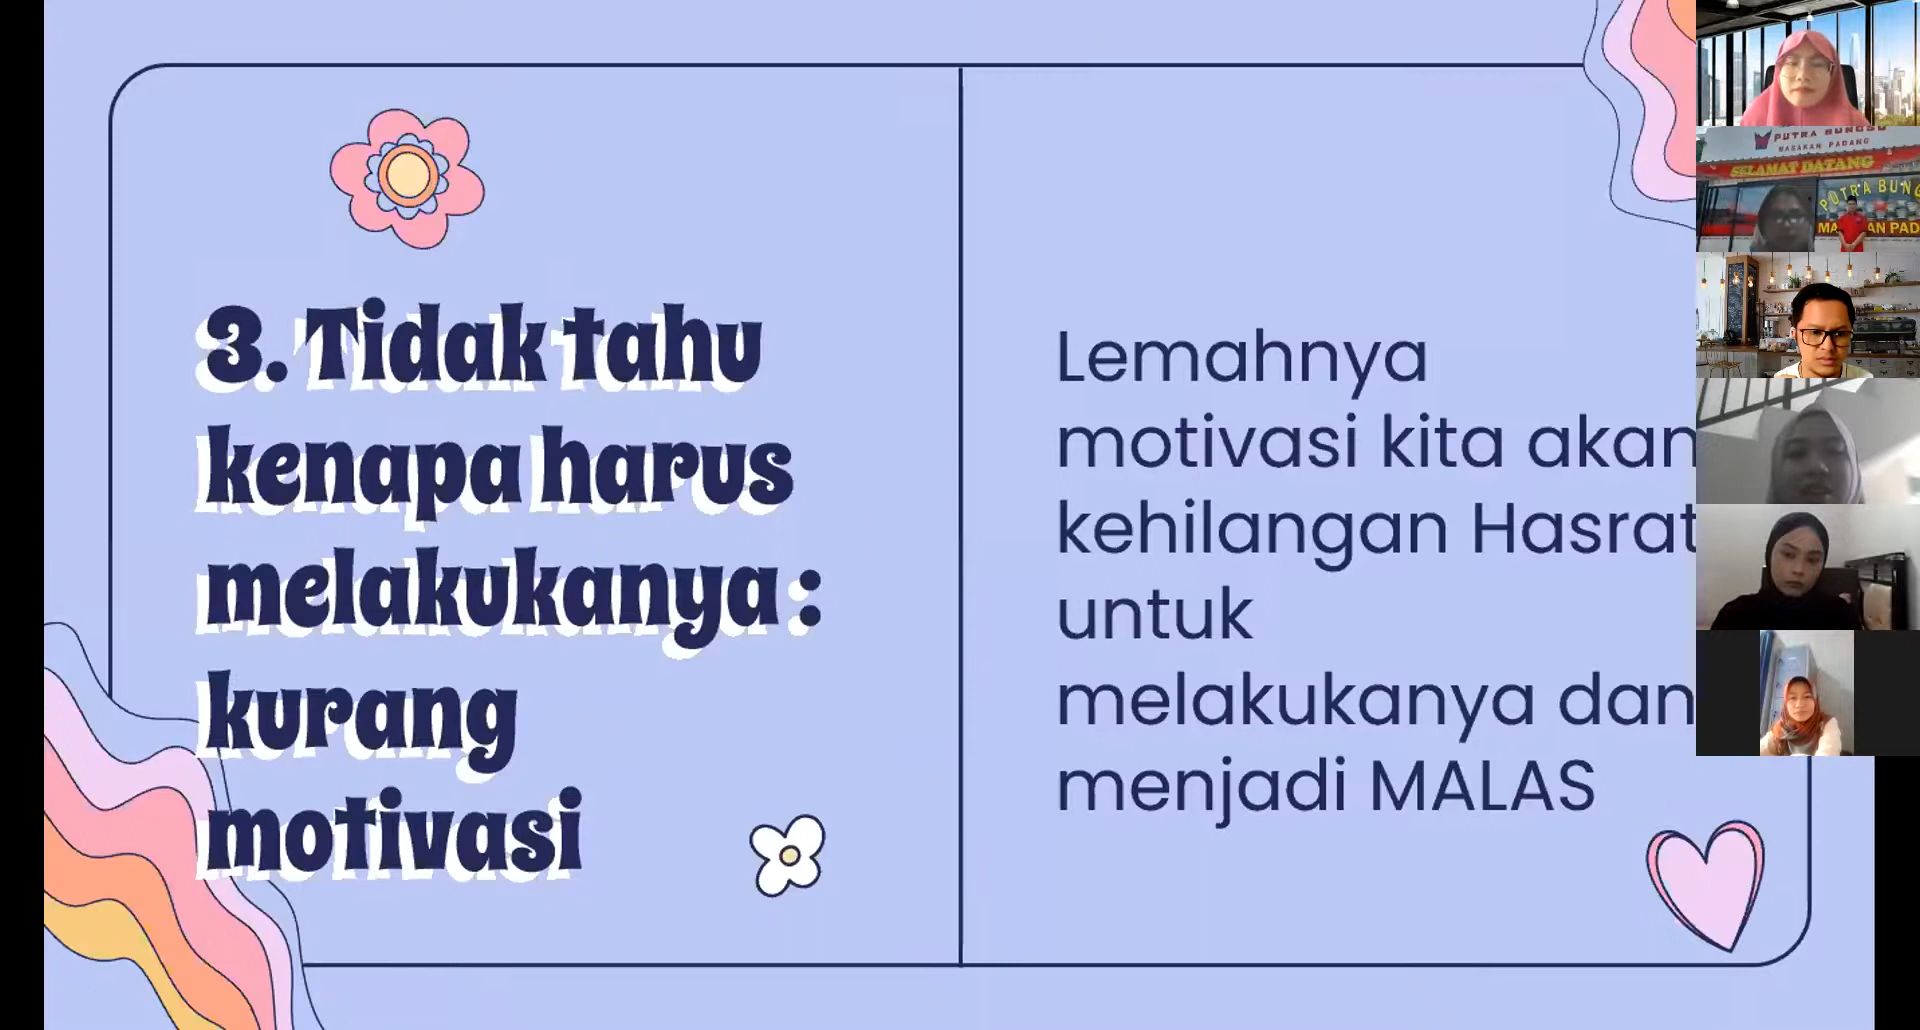 3. Tidak tahu
kenapa harus
melakukanya :
kurang
motivasi
Lemahnya
motivasi kita akan
kehilangan Hasrat
untuk
melakukanya dan
menjadi MALAS
PUTRA BUNGSU
MASAKAN PADANG
SELAMAT DATANG